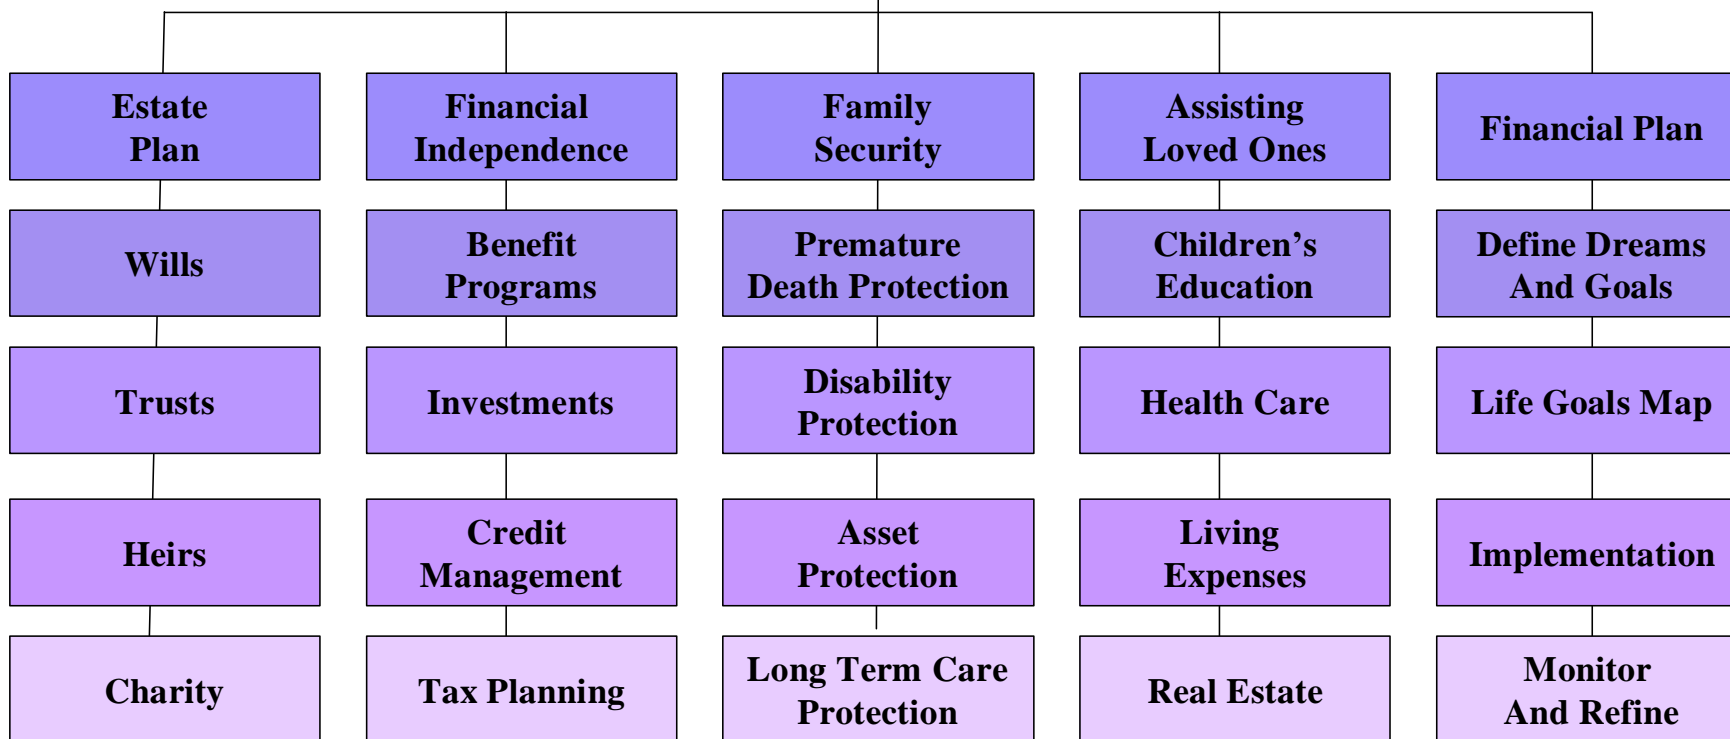 Estate
Plan
Financial
Independence
Family
Security
Assisting
Loved Ones
Financial Plan
Wills
Benefit
Programs
Premature
Death Protection
Children’s
Education
Define Dreams
And Goals
Trusts
Investments
Disability
Protection
Health Care
Life Goals Map
Heirs
Credit
Management
Asset
Protection
Living
Expenses
Implementation
Charity
Tax Planning
Long Term Care
Protection
Real Estate
Monitor
And Refine